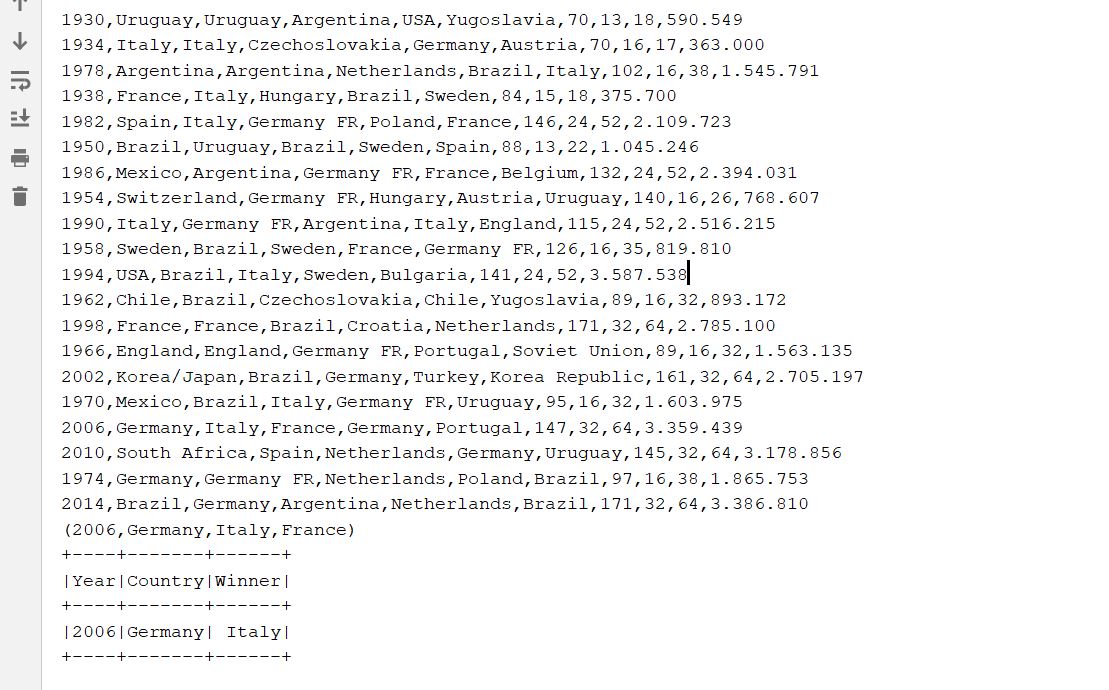 1930,Uruguay,Uruguay,Argentina,USA,Yugoslavia,70,13,18,590.549
1934,Italy,Italy,Czechoslovakia,Germany,Austria,70,16,17,363.000
1978,Argentina,Argentina,Netherlands,Brazil,Italy,102,16,38,1.545.791
1938,France,Italy,Hungary,Brazil,Sweden,84,15,18,375.700
1982,Spain,Italy,Germany FR,Poland,France,146,24,52,2.109.723
1950,Brazil,Uruguay,Brazil,Sweden,Spain,88,13,22,1.045.246
1986,Mexico,Argentina,Germany FR,France,Belgium,132,24,52,2.394.031
1954,Switzerland,Germany FR,Hungary,Austria,Uruguay,140,16,26,768.607
1990,Italy,Germany FR,Argentina,Italy,England,115,24,52,2.516.215
1958,Sweden,Brazil,Sweden,France,Germany FR,126,16,35,819.810
1994,USA,Brazil,Italy,Sweden,Bulgaria,141,24,52,3.587.538
1962,Chile,Brazil,Czechoslovakia,Chile,Yugoslavia,89,16,32,893.172
1998,France,France,Brazil,Croatia,Netherlands,171,32,64,2.785.100
1966,England,England,Germany FR,Portugal,Soviet Union,89,16,32,1.563.135
2002,Korea/Japan,Brazil,Germany,Turkey,Korea Republic,161,32,64,2.705.197
1970,Mexico,Brazil,Italy,Germany FR,Uruguay,95,16,32,1.603.975
2006,Germany,Italy,France,Germany,Portugal,147,32,64,3.359.439
2010,South Africa,Spain,Netherlands,Germany,Uruguay,145,32,64,3.178.856
1974,Germany,Germany FR,Netherlands,Poland,Brazil,97,16,38,1.865.753
2014,Brazil,Germany,Argentina,Netherlands,Brazil,171,32,64,3.386.810
(2006,Germany,Italy,France)
+----+-------+------+
|Year|Country|Winner|
+----+-------+------+
|2006|Germany| Italy|
+----+-------+------+